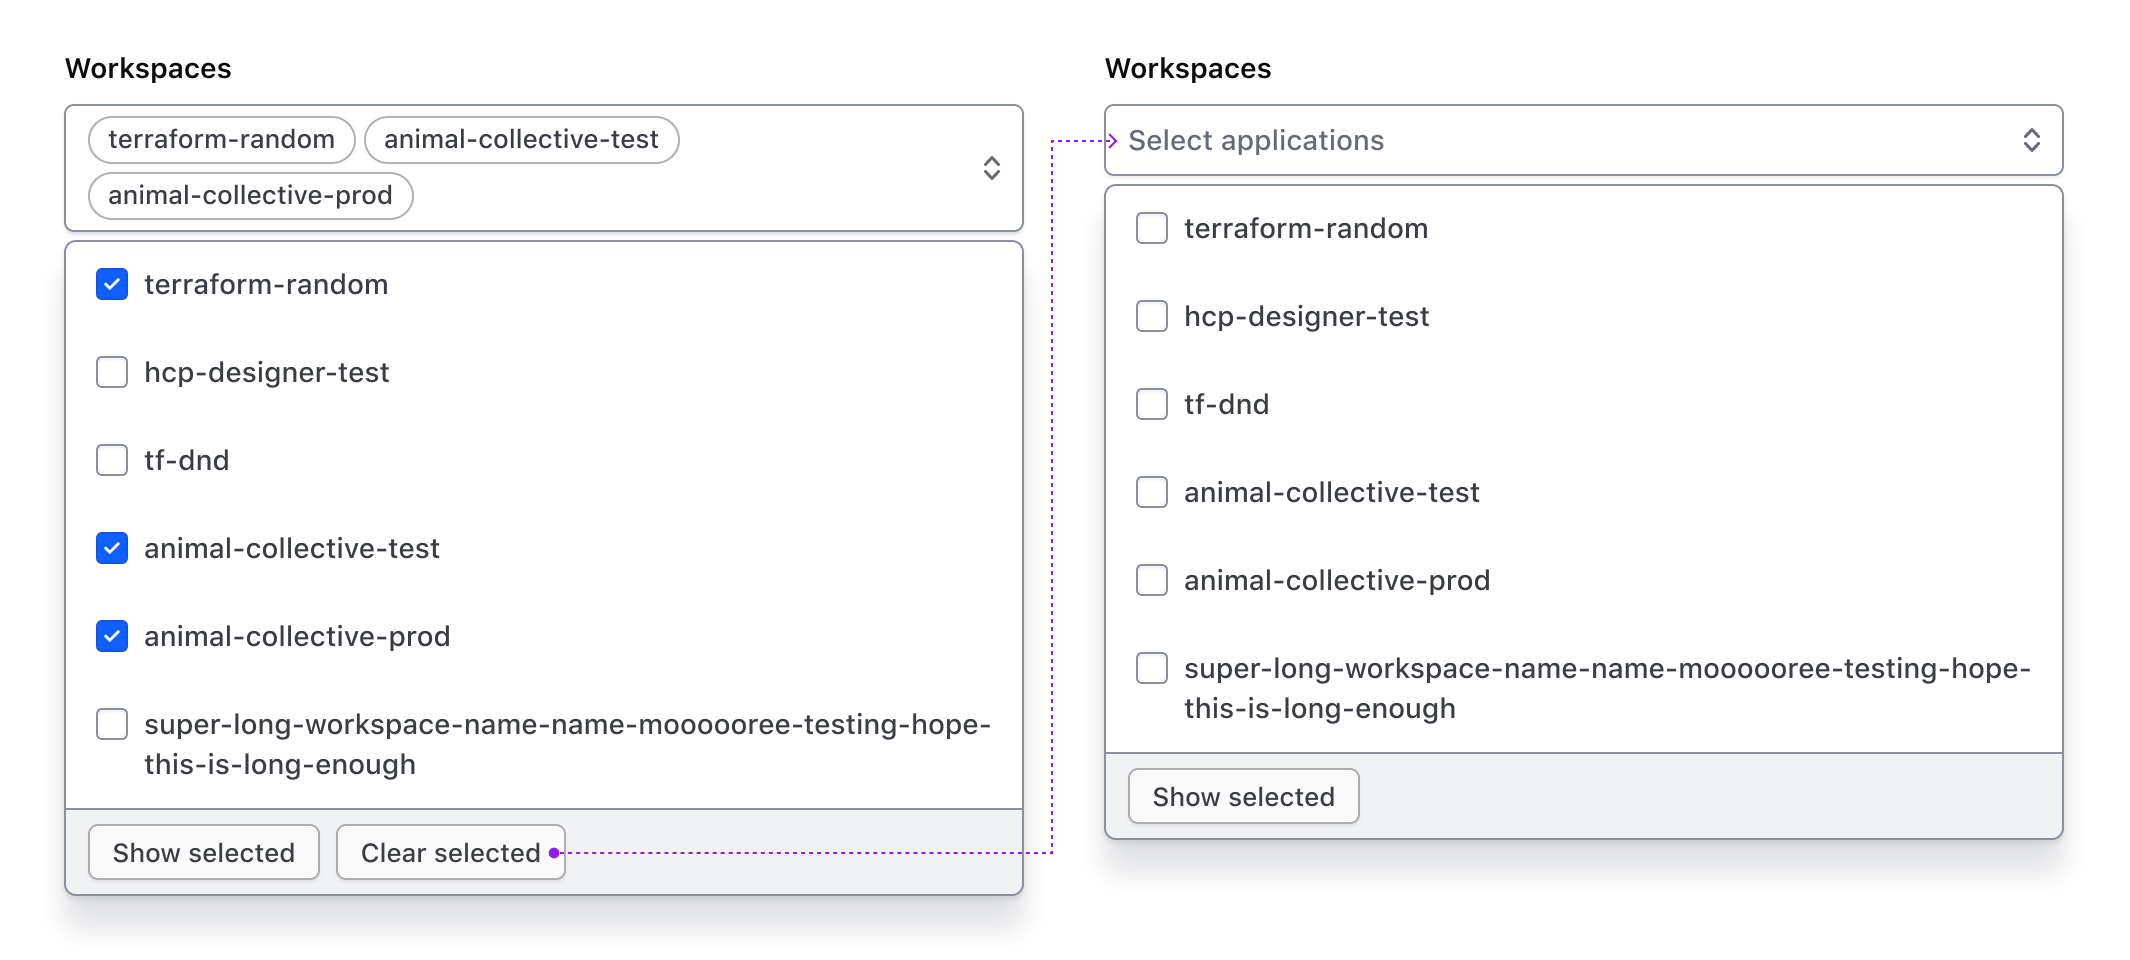 Workspaces
terraform-random
animal-collective-test
animal-collective-prod
terraform-random
hcp-designer-test
tf-dnd
animal-collective-test
animal-collective-prod
super-long-workspace-name-name-moooooree-testing-hope-
this-is-long-enough
Show selected
Clear selected
Workspaces
Select applications
terraform-random
hcp-designer-test
tf-dnd
animal-collective-test
animal-collective-prod
super-long-workspace-name-name-moooooree-testing-hope-
this-is-long-enough
Show selected